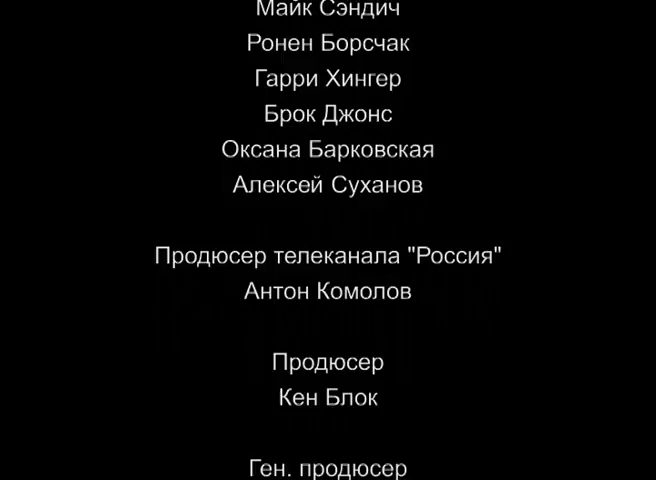 Майк Сэндич
Ронен Борсчак
Гарри Хингер
Брок Джонс
Оксана Барковская
Алексей Суханов
Продюсер телеканала "Россия"
Антон Комолов
Продюсер
Кен Блок
Ген. продюсер